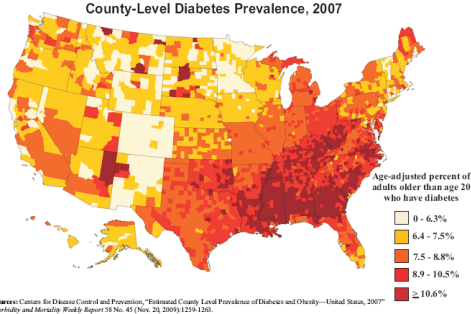 County-Level Diabetes Prevalence, 2007
Age-adjusted percent of
adults older than age 20
who have diabetes
0 - 6.3%
6.4 - 7.5%
7.5 - 8.8%
8.9 - 10.5%
≥ 10.6%
urces: Centers for Disease Control and Prevention, "Estimated County Level Prevalence of Diabetes and Obesity—United States, 2007"
orbidity and Mortality Weekly Report 58 No. 45 (Nov. 20, 2009):1259-1263.